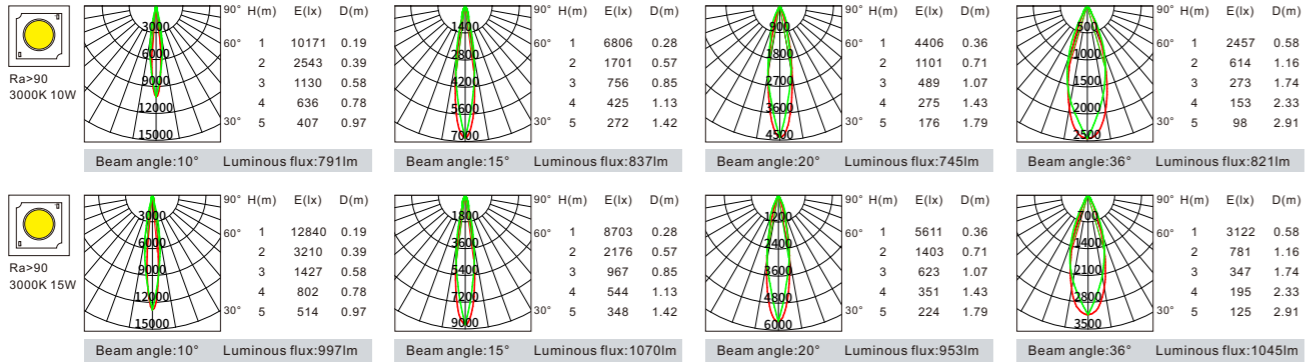 Ra>90
3000K 10W
3000
6000
9000
12000
15000
90°
60°
30°
H(m) E(lx) D(m)
1 10171 0.19
2 2543 0.39
3 1130 0.58
4 636 0.78
5 407 0.97
Beam angle:10° Luminous flux:791lm
1400
2800
4200
5600
7000
90°
60°
30°
H(m) E(lx) D(m)
1 6806 0.28
2 1701 0.57
3 756 0.85
4 425 1.13
5 272 1.42
Beam angle:15° Luminous flux:837lm
900
1800
2700
3600
4500
90°
60°
30°
H(m) E(lx) D(m)
1 4406 0.36
2 1101 0.71
3 489 1.07
4 275 1.43
5 176 1.79
Beam angle:20° Luminous flux:745lm
500
1000
1500
2000
2500
90°
60°
30°
H(m) E(lx) D(m)
1 2457 0.58
2 614 1.16
3 273 1.74
4 153 2.33
5 98 2.91
Beam angle:36° Luminous flux:821lm
Ra>90
3000K 15W
3000
6000
9000
12000
15000
90°
60°
30°
H(m) E(lx) D(m)
1 12840 0.19
2 3210 0.39
3 1427 0.58
4 802 0.78
5 514 0.97
Beam angle:10° Luminous flux:997lm
1800
3600
5400
7200
9000
90°
60°
30°
H(m) E(lx) D(m)
1 8703 0.28
2 2176 0.57
3 967 0.85
4 544 1.13
5 348 1.42
Beam angle:15° Luminous flux:1070lm
1200
2400
3600
4800
6000
90°
60°
30°
H(m) E(lx) D(m)
1 5611 0.36
2 1403 0.71
3 623 1.07
4 351 1.43
5 224 1.79
Beam angle:20° Luminous flux:953lm
700
1400
2100
2800
3500
90°
60°
30°
H(m) E(lx) D(m)
1 3122 0.58
2 781 1.16
3 347 1.74
4 195 2.33
5 125 2.91
Beam angle:36° Luminous flux:1045lm